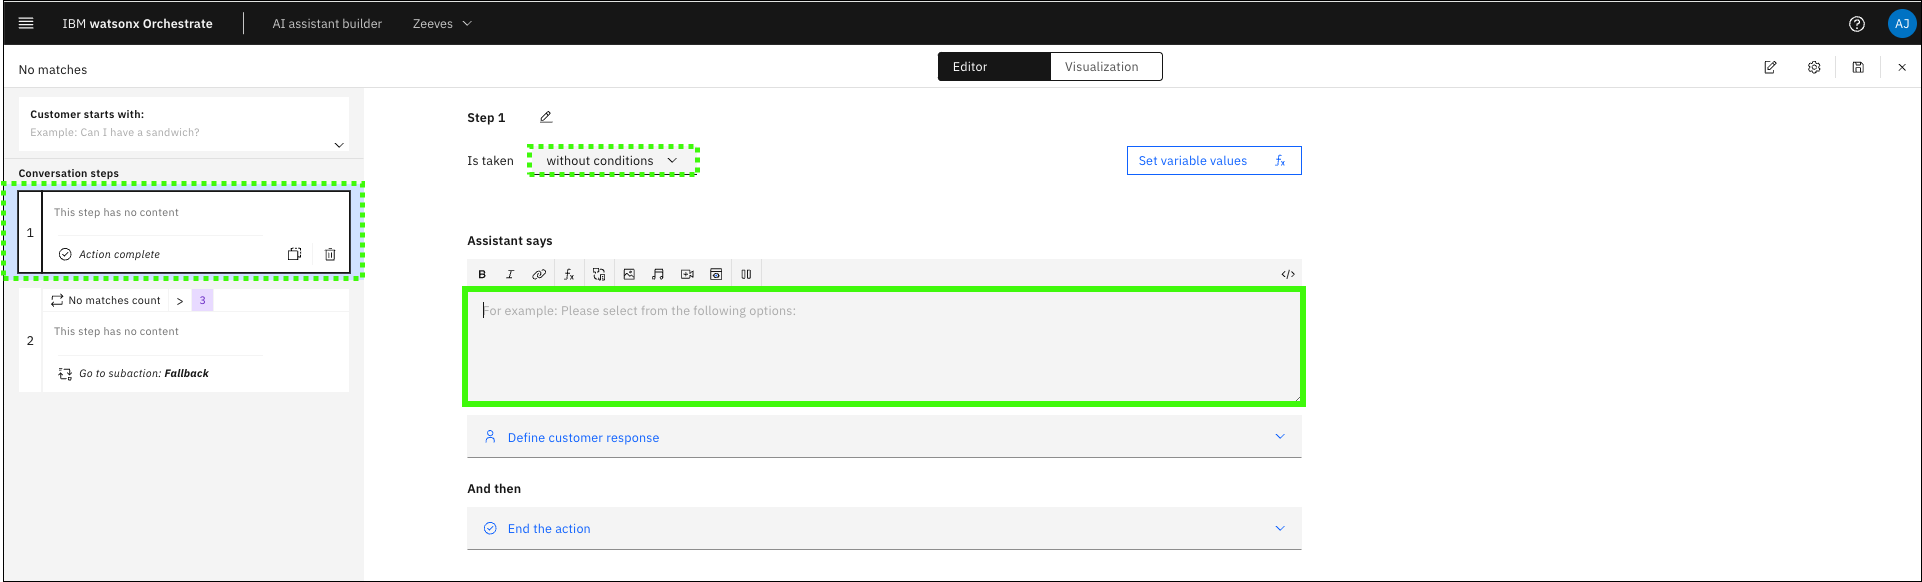 IBM watsonx Orchestrate
AI assistant builder
Zeeves
AJ
No matches
Editor
Visualization
Customer starts with:
Example: Can I have a sandwich?
Conversation steps
1
This step has no content
Action complete
No matches count > 3
2
This step has no content
Go to subaction: Fallback
Step 1
Is taken without conditions
Set variable values fx
Assistant says
B I fx </>
For example: Please select from the following options:
Define customer response
And then
End the action